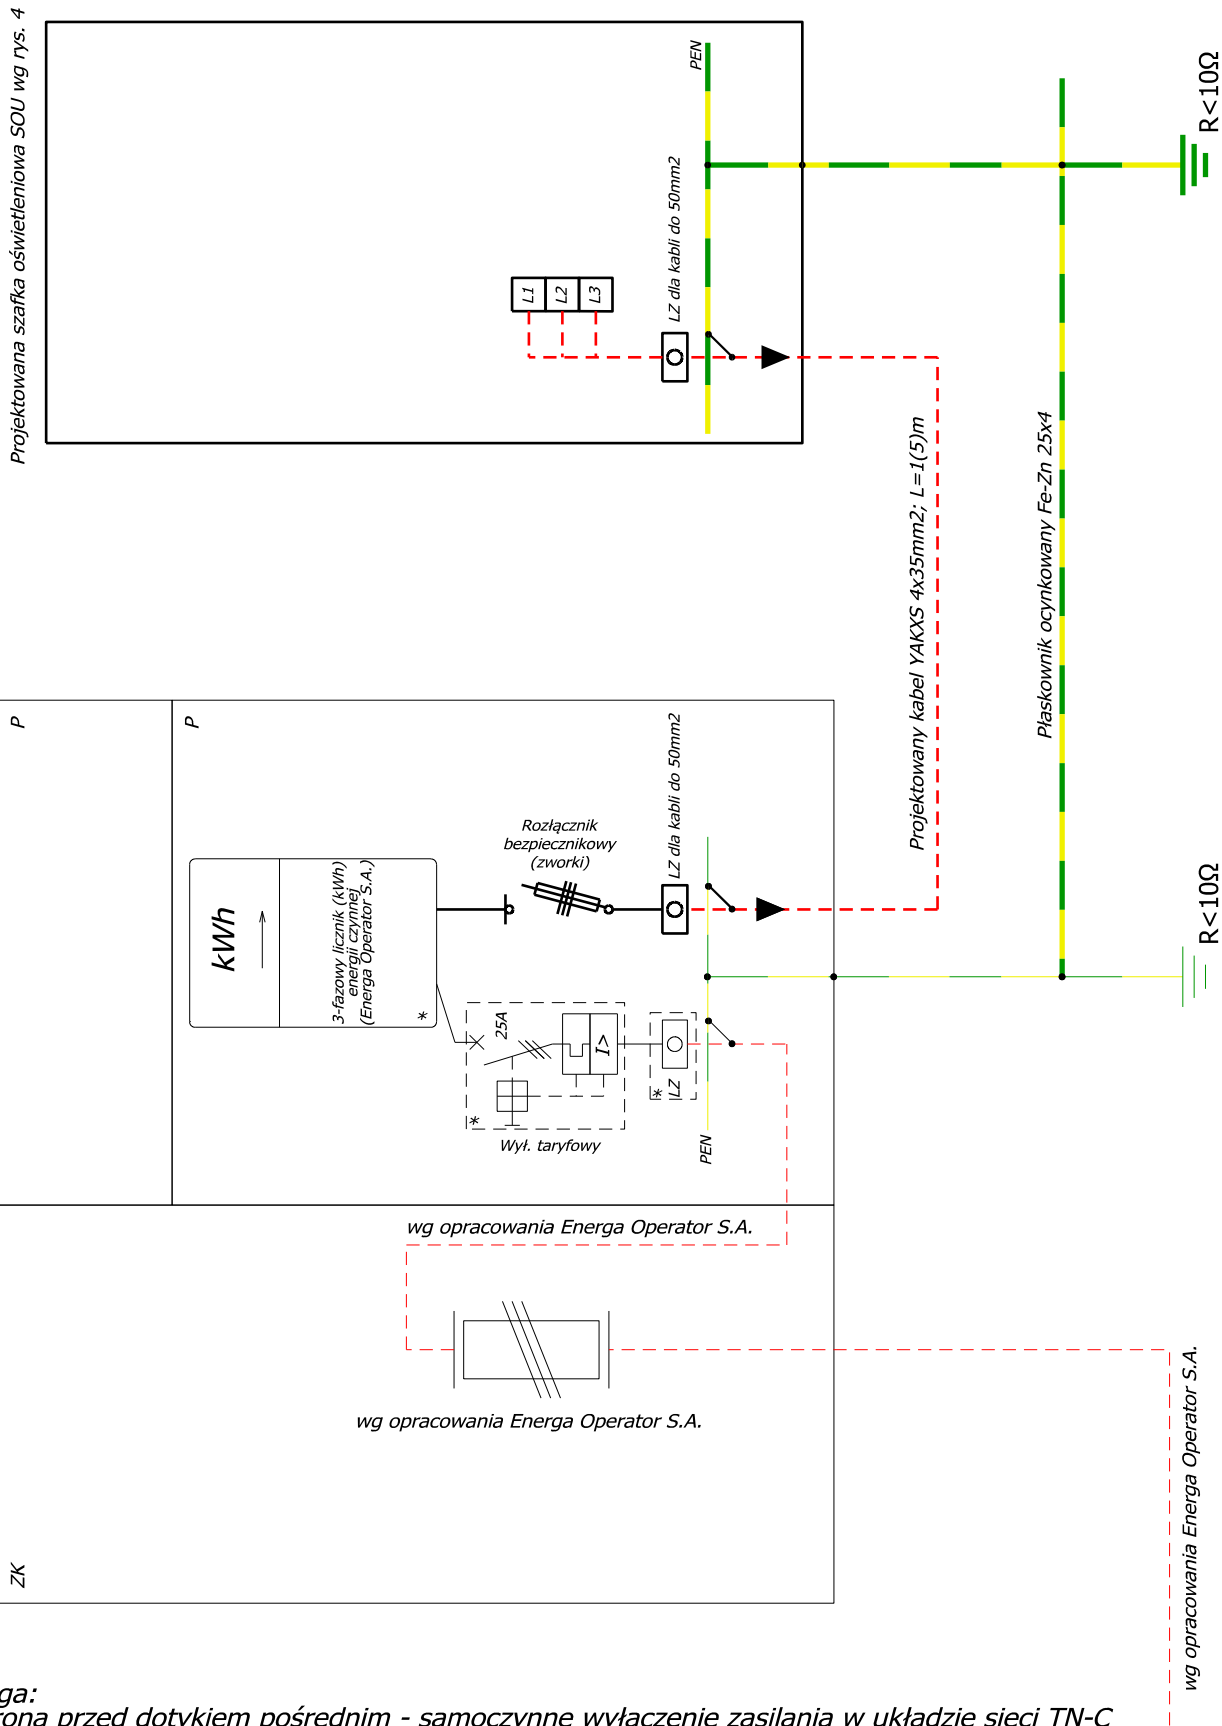 Projektowana szafka oświetleniowa SOU wg rys. 4
PEN
LZ dla kabli do 50mm2
L1
L2
L3
R<10Ω
Projektowany kabel YAKXS 4x35mm2; L=1(5)m
Płaskownik ocynkowany Fe-Zn 25x4
P
P
kWh
3-fazowy licznik (kWh)
energii czynnej
(Energa Operator S.A.)
*
Rozłącznik
bezpiecznikowy
(zworki)
LZ dla kabli do 50mm2
R<10Ω
25A
I>
*
Wył. taryfowy
*
LZ
PEN
wg opracowania Energa Operator S.A.
wg opracowania Energa Operator S.A.
wg opracowania Energa Operator S.A.
ZK
ga:
rona przed dotykiem pośrednim - samoczynne wyłączenie zasilania w układzie sieci TN-C